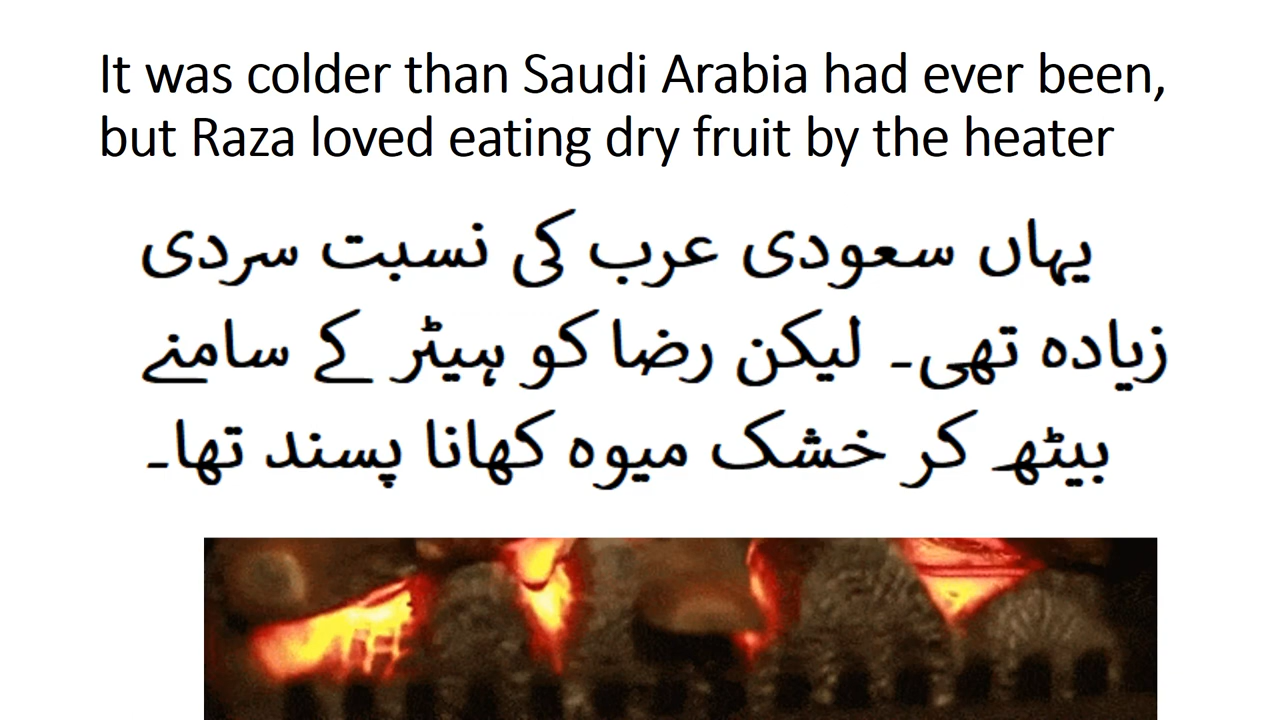 It was colder than Saudi Arabia had ever been,
but Raza loved eating dry fruit by the heater
یہاں سعودی عرب کی نسبت سردی
زیادہ تھی۔ لیکن رضا کو ہیٹر کے سامنے
بیٹھ کر خشک میوہ کھانا پسند تھا۔